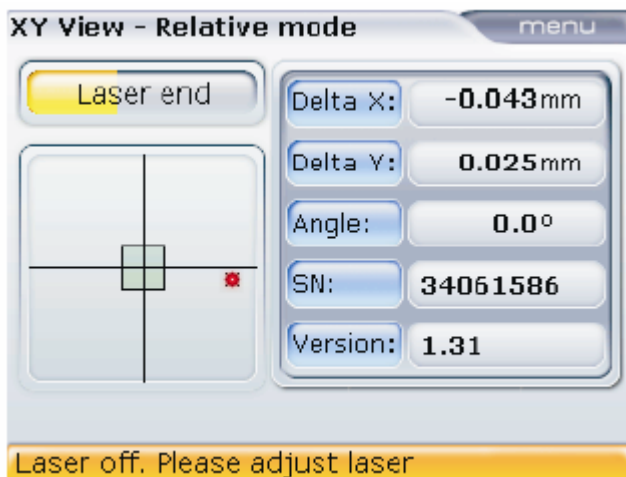 XY View - Relative mode
menu
Laser end
Delta X: -0.043mm
Delta Y: 0.025mm
Angle: 0.0º
SN: 34061586
Version: 1.31
Laser off. Please adjust laser